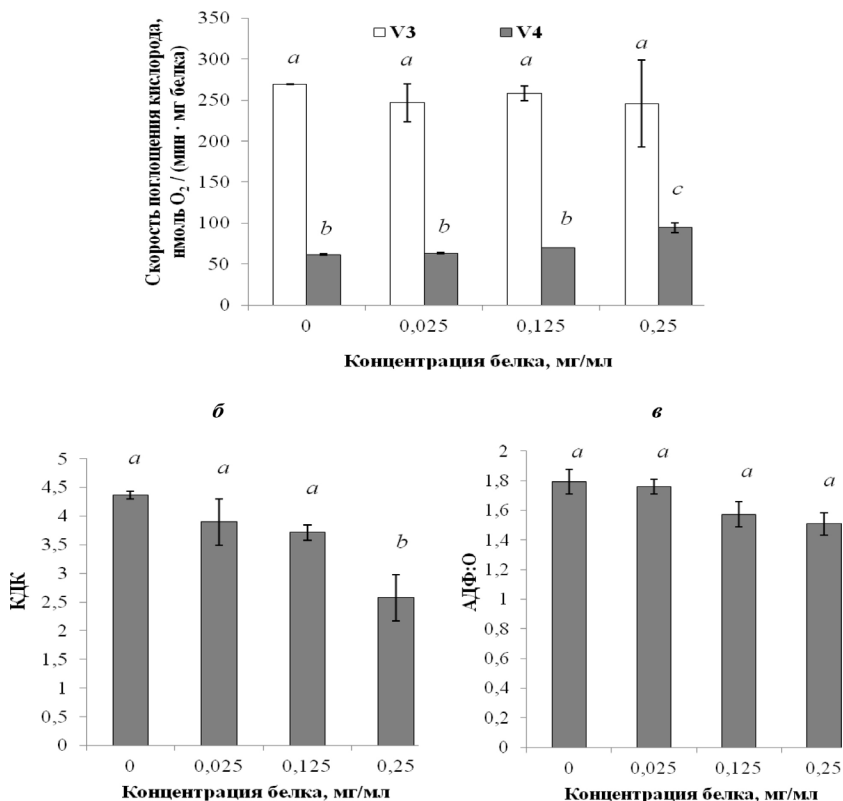 V3 V4
Скорость поглощения кислорода,
нмоль O₂ / (мин · мг белка)
350
300
250
200
150
100
50
0
a a a a
b b b c
0 0,025 0,125 0,25
Концентрация белка, мг/мл
б
КДК
5
4,5
4
3,5
3
2,5
2
1,5
1
0,5
0
a a a b
0 0,025 0,125 0,25
Концентрация белка, мг/мл
в
АДФ:О
2
1,8
1,6
1,4
1,2
1
0,8
0,6
0,4
0,2
0
a a a a
0 0,025 0,125 0,25
Концентрация белка, мг/мл